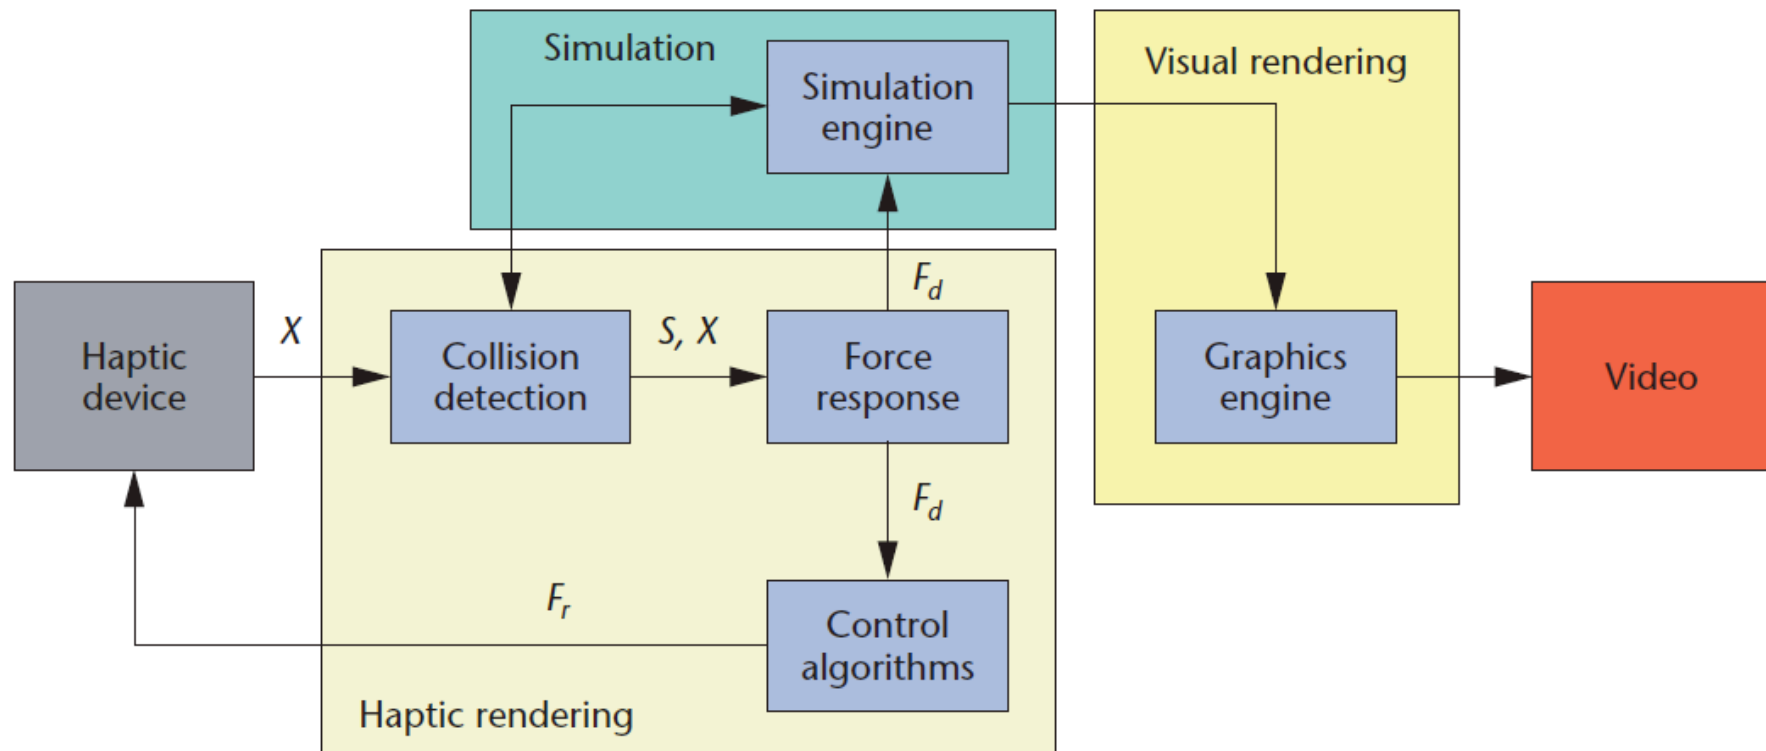 Simulation
Simulation
engine
Visual rendering
F_d
X
S, X
Haptic
device
Collision
detection
Force
response
Graphics
engine
Video
F_d
F_r
Control
algorithms
Haptic rendering